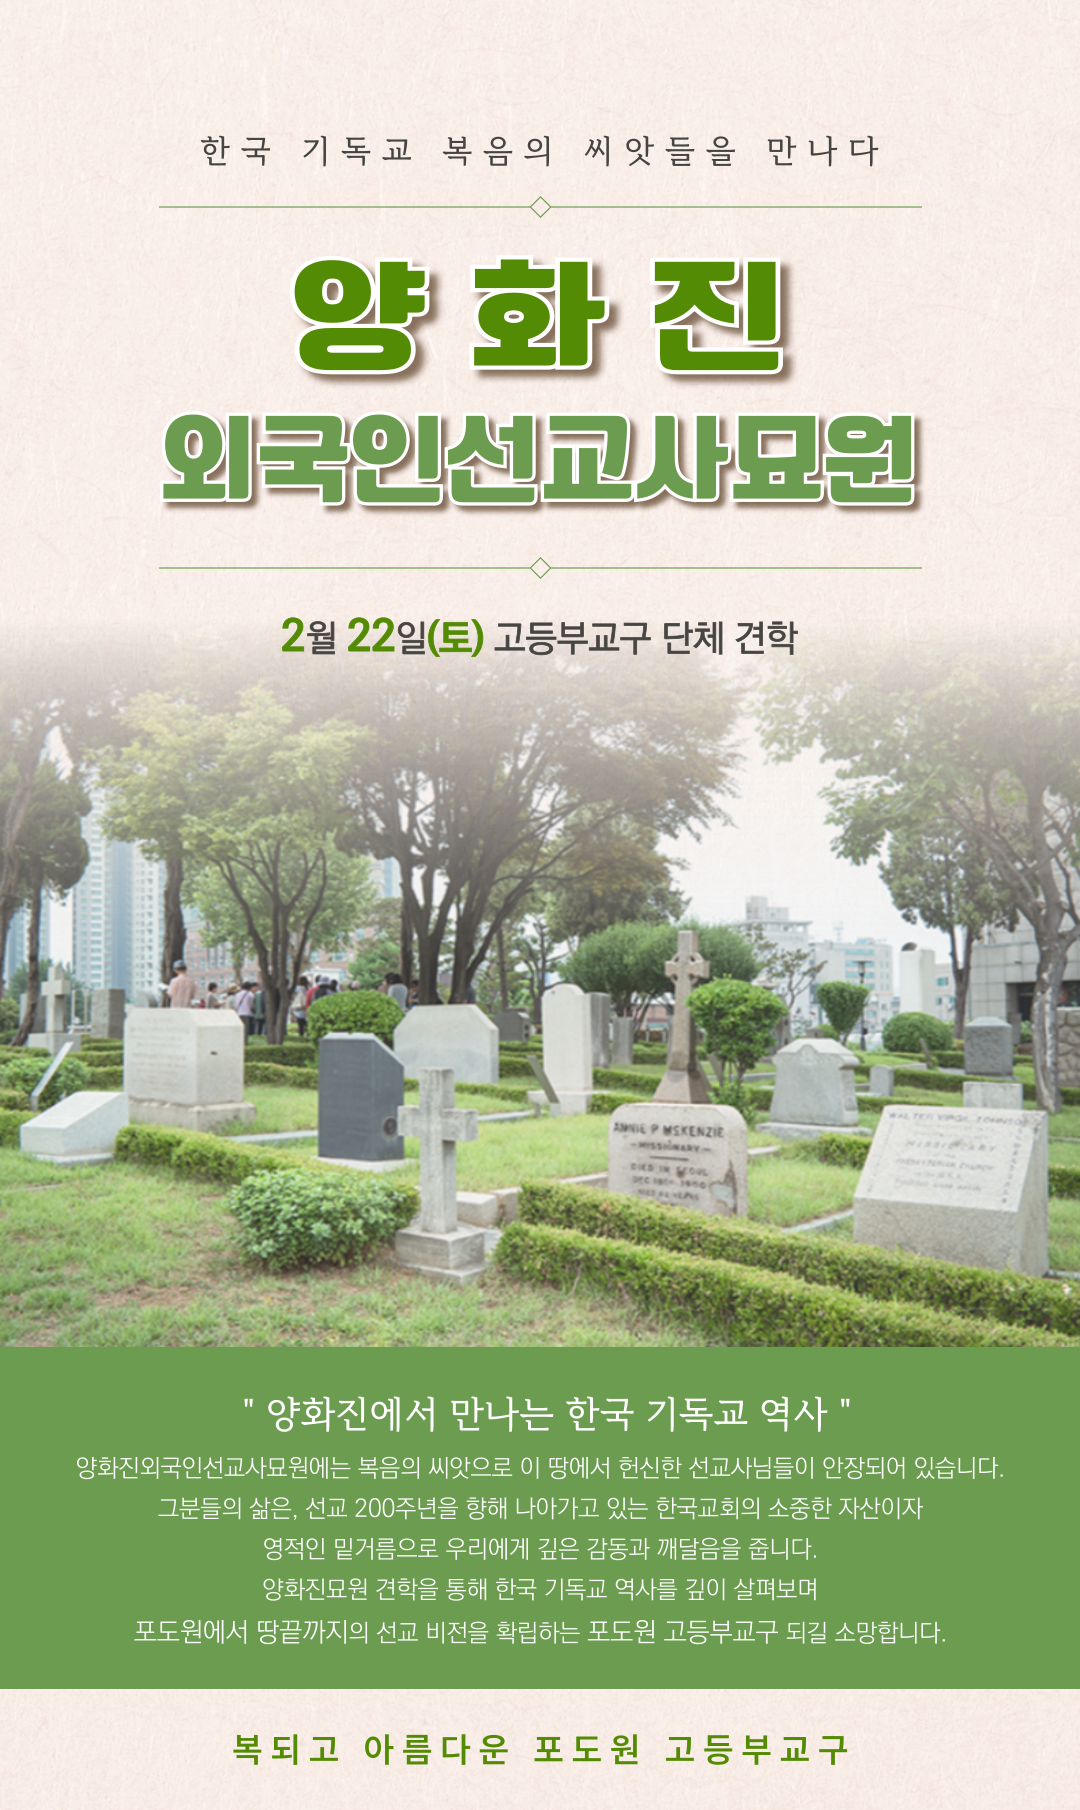 한국 기독교 복음의 씨앗들을 만나다
양화진
외국인선교사묘원
2월 22일(토) 고등부교구 단체 견학
ANNIE P MSKENZIE
MISSIONARY
DIED IN SEOUL
MISSIONARY
" 양화진에서 만나는 한국 기독교 역사 "
양화진외국인선교사묘원에는 복음의 씨앗으로 이 땅에서 헌신한 선교사님들이 안장되어 있습니다.
그분들의 삶은, 선교 200주년을 향해 나아가고 있는 한국교회의 소중한 자산이자
영적인 밑거름으로 우리에게 깊은 감동과 깨달음을 줍니다.
양화진묘원 견학을 통해 한국 기독교 역사를 깊이 살펴보며
포도원에서 땅끝까지의 선교 비전을 확립하는 포도원 고등부교구 되길 소망합니다.
복되고 아름다운 포도원 고등부교구